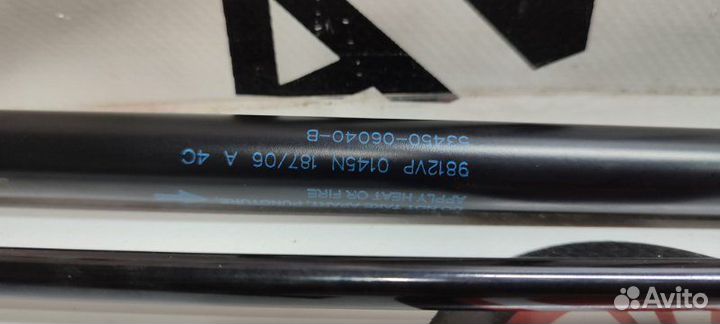 53450-06040-B
9812VP 0145N 187/06 A 4C
APPLY HEAT OR FIRE
Avito